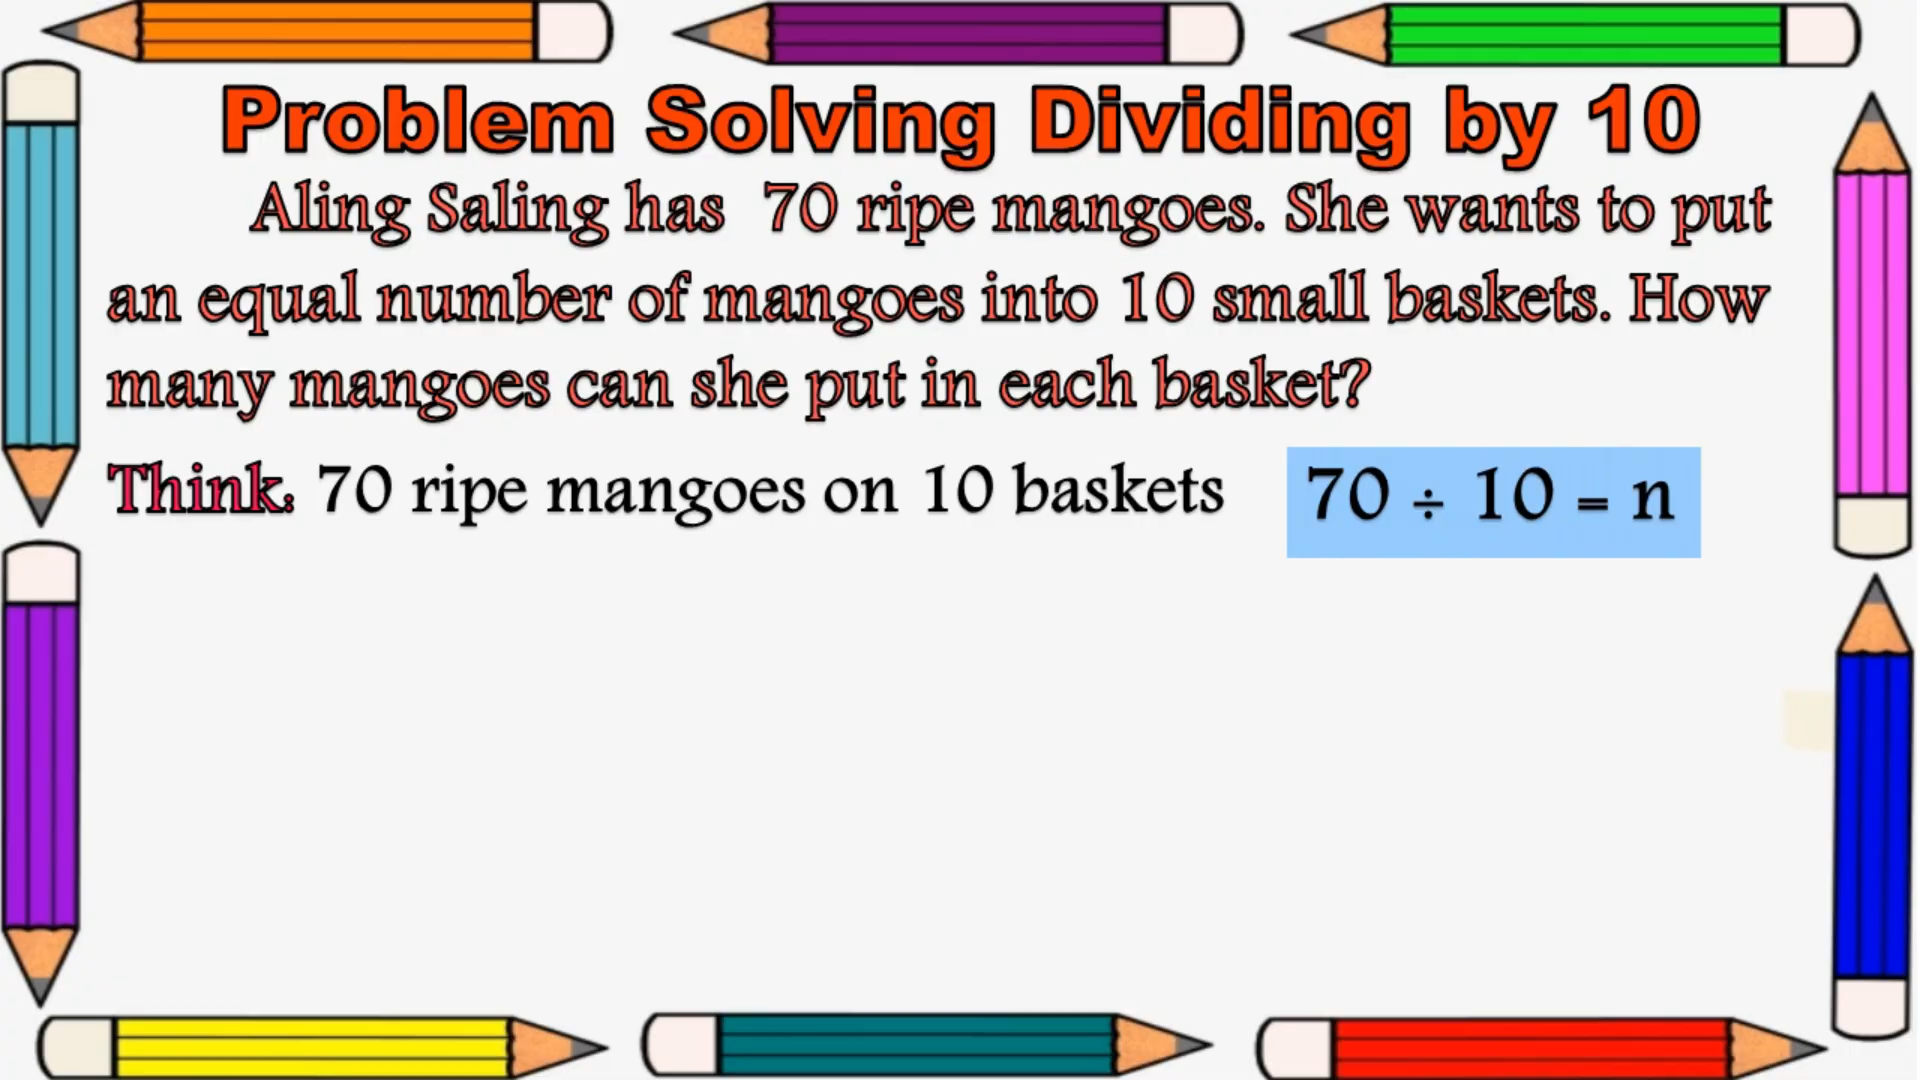 Problem Solving Dividing by 10
Aling Saling has 70 ripe mangoes. She wants to put
an equal number of mangoes into 10 small baskets. How
many mangoes can she put in each basket?
Think: 70 ripe mangoes on 10 baskets
70 ÷ 10 = n